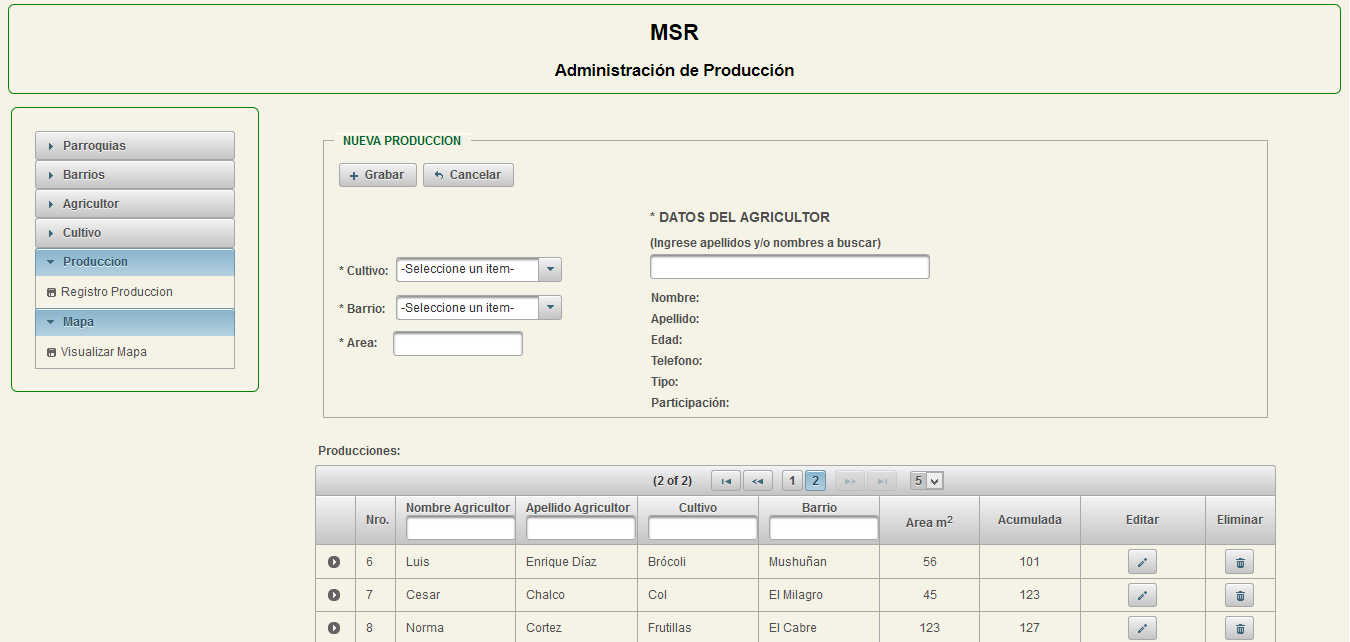 MSR
Administración de Producción
Parroquias
Barrios
Agricultor
Cultivo
Produccion
Registro Produccion
Mapa
Visualizar Mapa
NUEVA PRODUCCION
Grabar Cancelar
* DATOS DEL AGRICULTOR
(Ingrese apellidos y/o nombres a buscar)
* Cultivo: -Seleccione un item-
* Barrio: -Seleccione un item-
* Area:
Nombre:
Apellido:
Edad:
Telefono:
Tipo:
Participación:
Producciones:
(2 of 2) 1 2 5
Nro. Nombre Agricultor Apellido Agricultor Cultivo Barrio Area m² Acumulada Editar Eliminar
6 Luis Enrique Díaz Brócoli Mushuñan 56 101
7 Cesar Chalco Col El Milagro 45 123
8 Norma Cortez Frutillas El Cabre 123 127